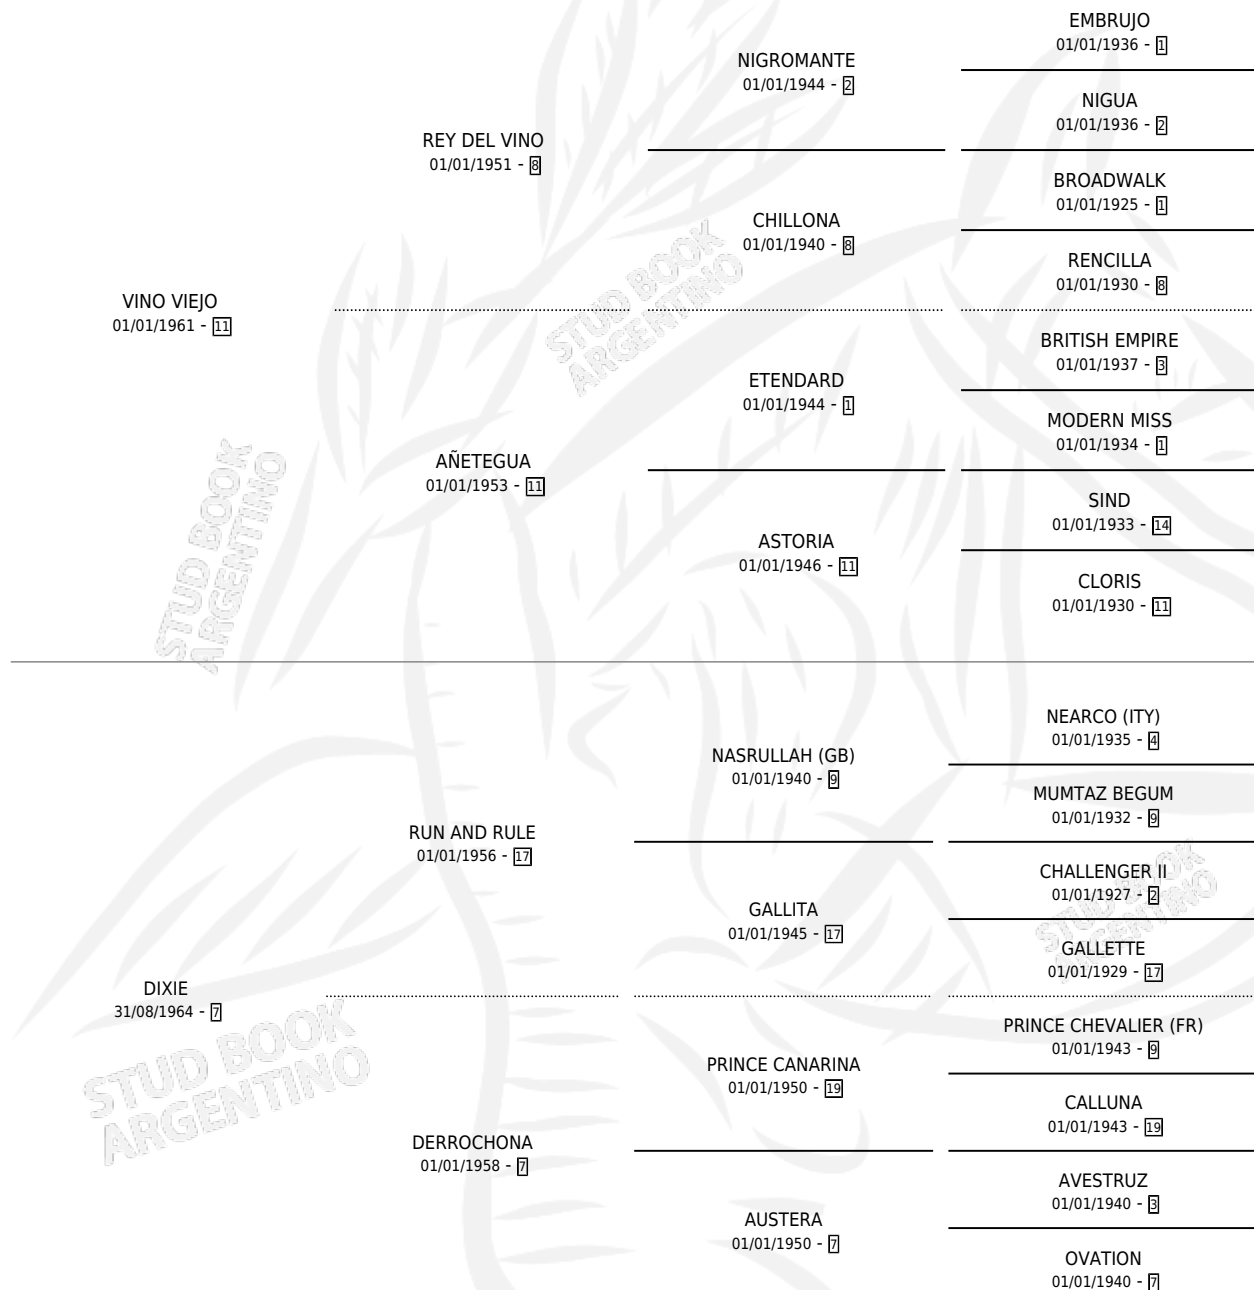 EMBRUJO
01/01/1936 - 1
NIGROMANTE
01/01/1944 - 2
NIGUA
01/01/1936 - 2
REY DEL VINO
01/01/1951 - 8
BROADWALK
01/01/1925 - 1
CHILLONA
01/01/1940 - 8
RENCILLA
01/01/1930 - 8
VINO VIEJO
01/01/1961 - 11
BRITISH EMPIRE
01/01/1937 - 3
ETENDARD
01/01/1944 - 1
MODERN MISS
01/01/1934 - 1
AÑETEGUA
01/01/1953 - 11
SIND
01/01/1933 - 14
ASTORIA
01/01/1946 - 11
CLORIS
01/01/1930 - 11
STUD BOOK
ARGENTINO
STUD BOOK
ARGENTINO
NEARCO (ITY)
01/01/1935 - 4
NASRULLAH (GB)
01/01/1940 - 9
MUMTAZ BEGUM
01/01/1932 - 9
RUN AND RULE
01/01/1956 - 17
CHALLENGER II
01/01/1927 - 2
GALLITA
01/01/1945 - 17
GALLETTE
01/01/1929 - 17
STUD BOOK
ARGENTINO
DIXIE
31/08/1964 - 7
PRINCE CHEVALIER (FR)
01/01/1943 - 9
PRINCE CANARINA
01/01/1950 - 19
CALLUNA
01/01/1943 - 19
DERROCHONA
01/01/1958 - 7
AVESTRUZ
01/01/1940 - 3
AUSTERA
01/01/1950 - 7
OVATION
01/01/1940 - 7
STUD BOOK
ARGENTINO